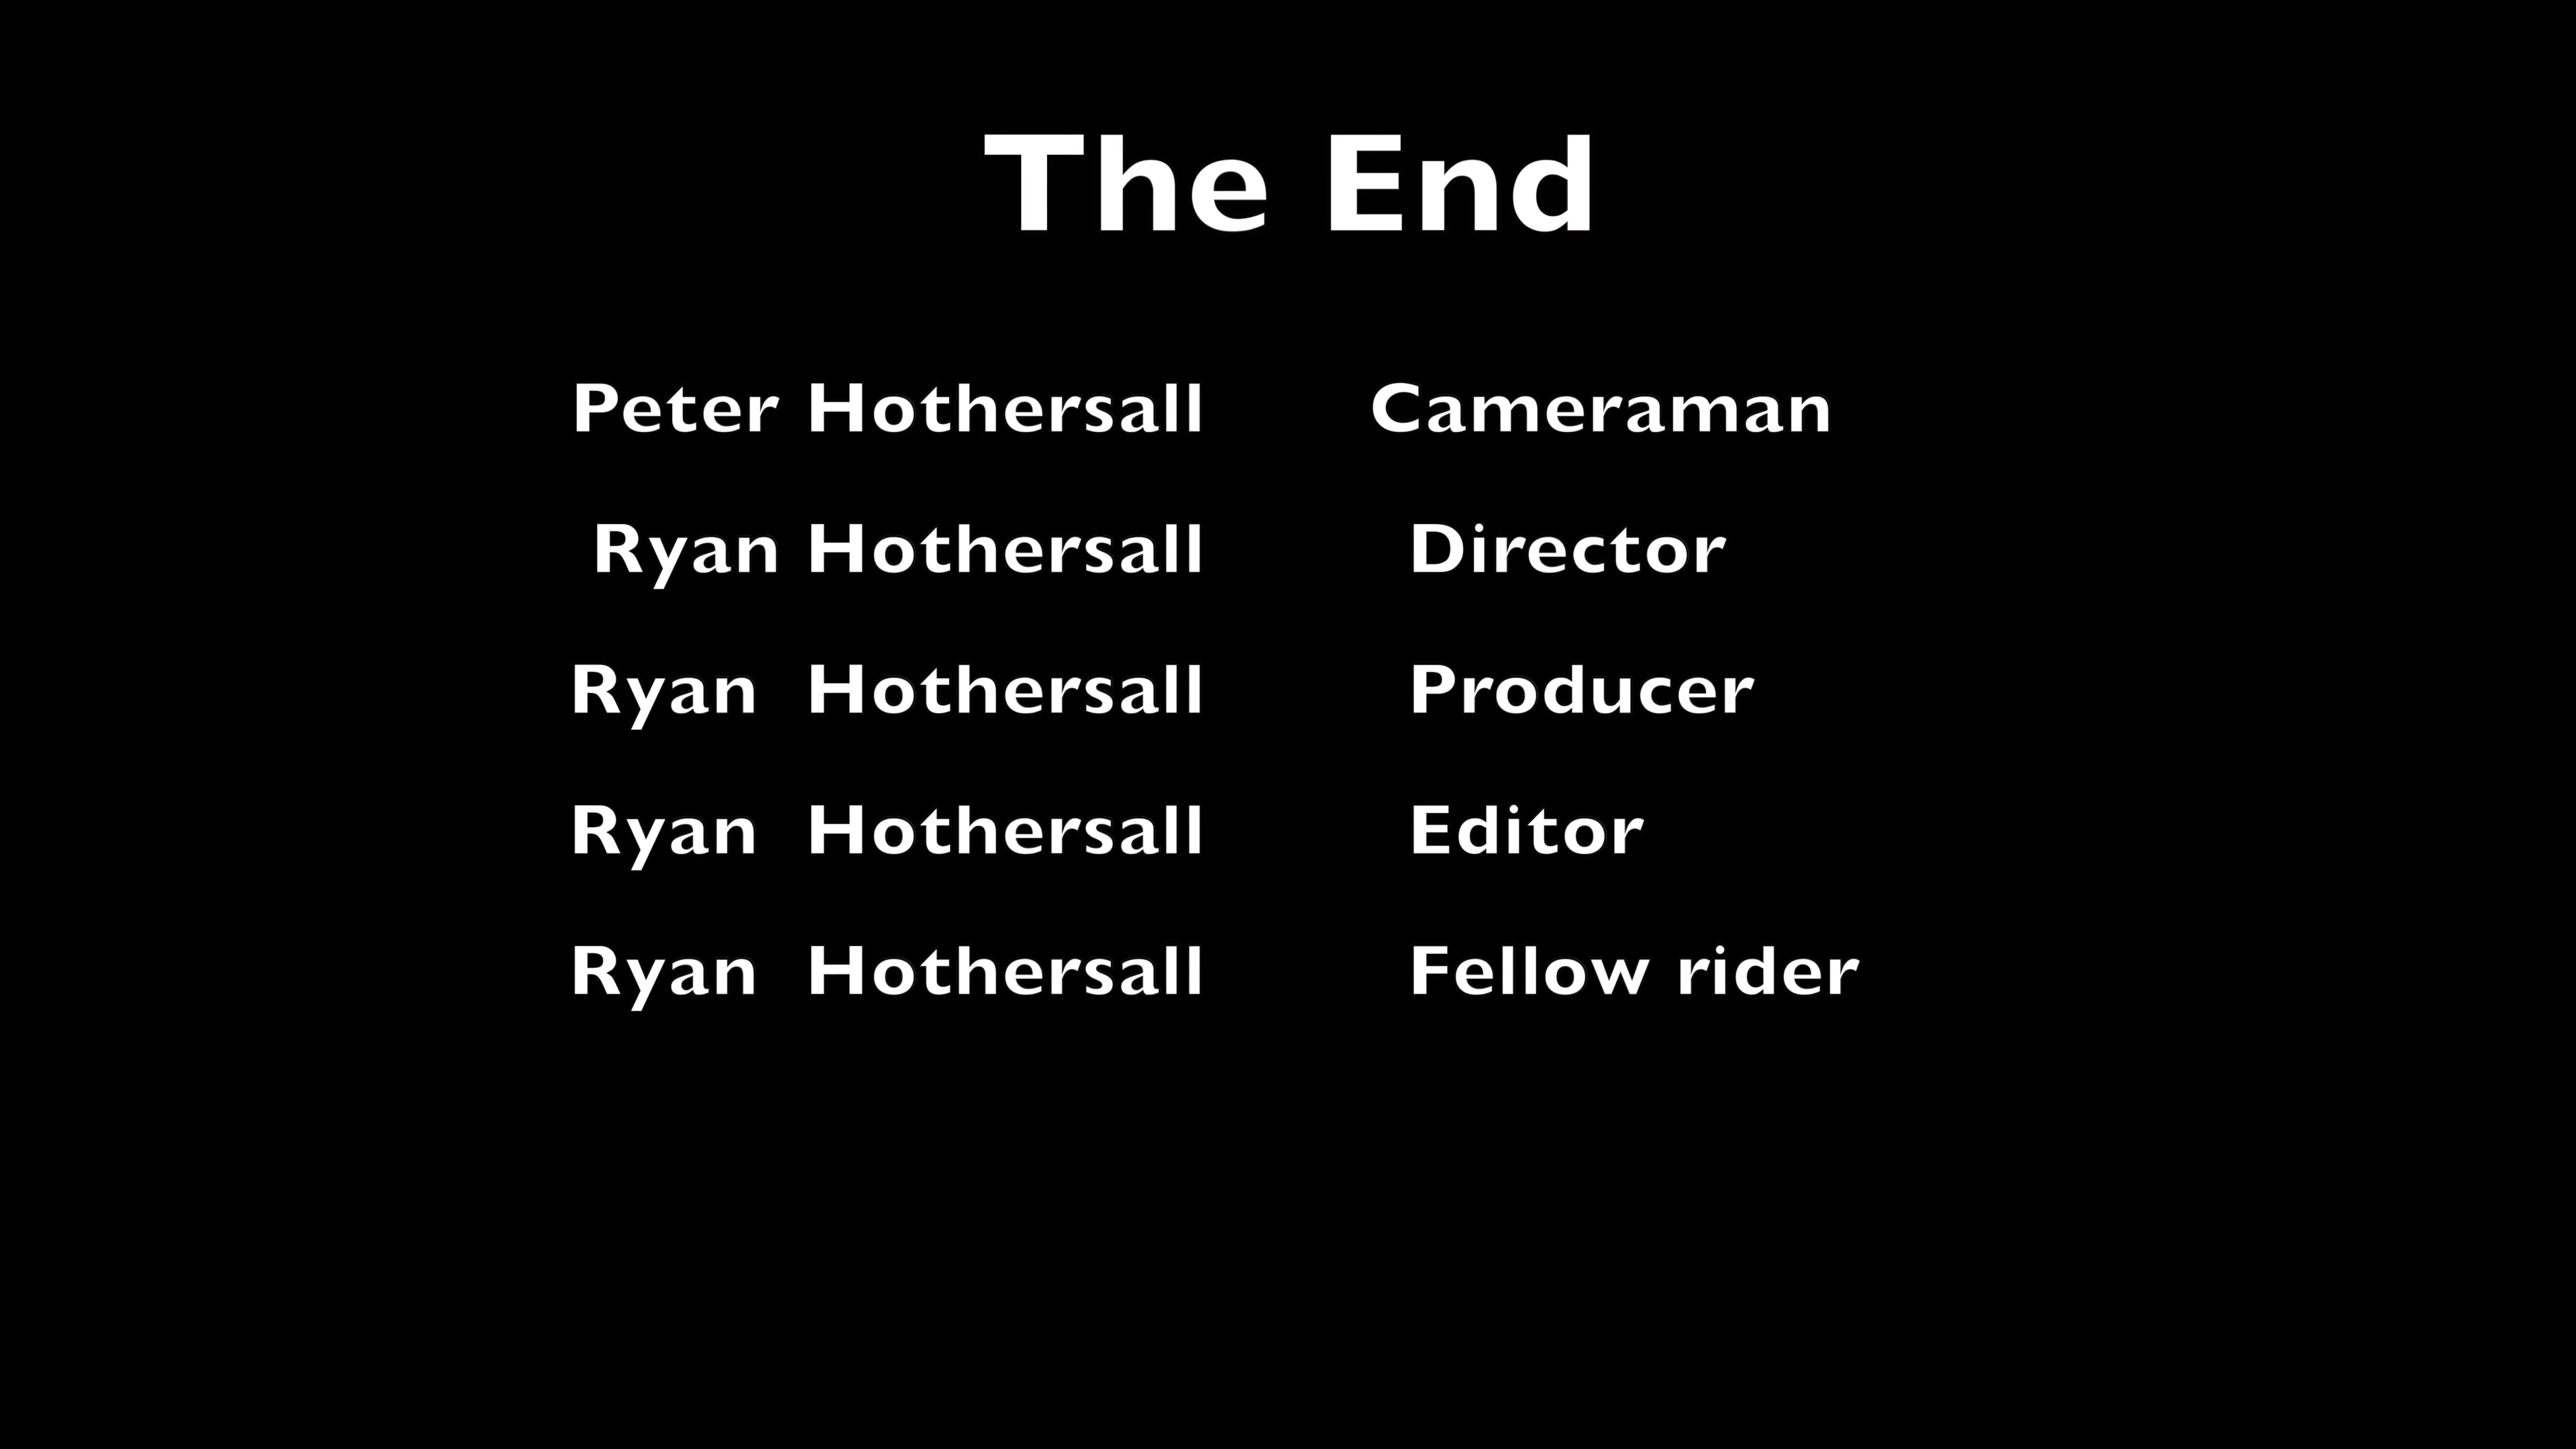 The End
Peter Hothersall Cameraman
Ryan Hothersall Director
Ryan Hothersall Producer
Ryan Hothersall Editor
Ryan Hothersall Fellow rider